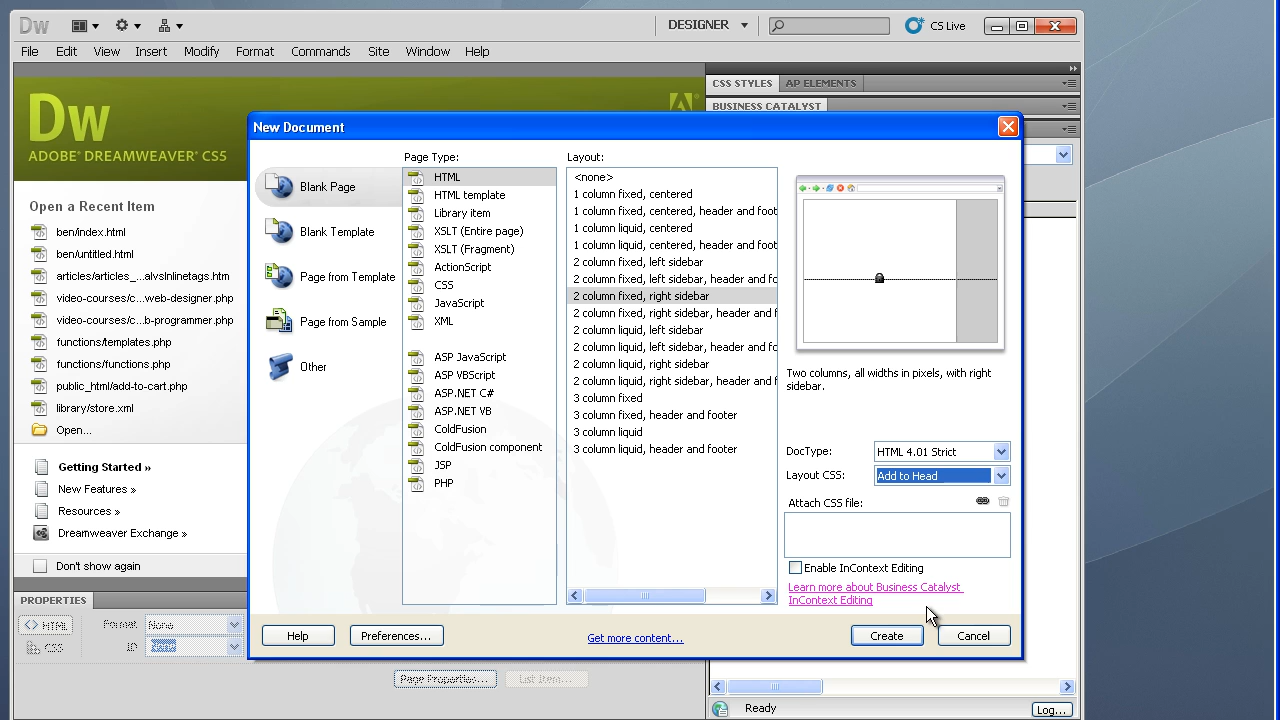 Dw
DESIGNER
CS Live
File Edit View Insert Modify Format Commands Site Window Help
CSS STYLES AP ELEMENTS
BUSINESS CATALYST
Dw
ADOBE® DREAMWEAVER® CS5
Open a Recent Item
ben/index.html
ben/untitled.html
articles/articles_...alvsInlinetags.htm
video-courses/c...web-designer.php
video-courses/c...b-programmer.php
functions/templates.php
functions/functions.php
public_html/add-to-cart.php
library/store.xml
Open...
Getting Started »
New Features »
Resources »
Dreamweaver Exchange »
Don't show again
PROPERTIES
<> HTML
CSS
Format None
ID
Page Properties...
List Item...
New Document
Blank Page
Blank Template
Page from Template
Page from Sample
Other
Page Type:
HTML
HTML template
Library item
XSLT (Entire page)
XSLT (Fragment)
ActionScript
CSS
JavaScript
XML
ASP JavaScript
ASP VBScript
ASP.NET C#
ASP.NET VB
ColdFusion
ColdFusion component
JSP
PHP
Layout:
<none>
1 column fixed, centered
1 column fixed, centered, header and foot
1 column liquid, centered
1 column liquid, centered, header and foot
2 column fixed, left sidebar
2 column fixed, left sidebar, header and fo
2 column fixed, right sidebar
2 column fixed, right sidebar, header and f
2 column liquid, left sidebar
2 column liquid, left sidebar, header and fo
2 column liquid, right sidebar
2 column liquid, right sidebar, header and f
3 column fixed
3 column fixed, header and footer
3 column liquid
3 column liquid, header and footer
Two columns, all widths in pixels, with right
sidebar.
DocType: HTML 4.01 Strict
Layout CSS: Add to Head
Attach CSS file:
Enable InContext Editing
Learn more about Business Catalyst
InContext Editing
Help
Preferences...
Get more content...
Create
Cancel
Ready
Log...